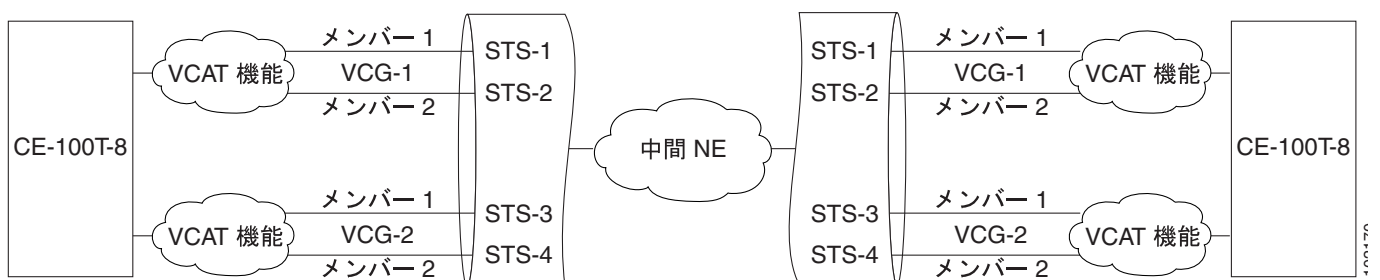 メンバー 1
STS-1
STS-1
メンバー 1
VCAT 機能
VCG-1
VCG-1
VCAT 機能
メンバー 2
STS-2
STS-2
メンバー 2
CE-100T-8
中間 NE
CE-100T-8
メンバー 1
STS-3
STS-3
メンバー 1
VCAT 機能
VCG-2
VCG-2
VCAT 機能
メンバー 2
STS-4
STS-4
メンバー 2